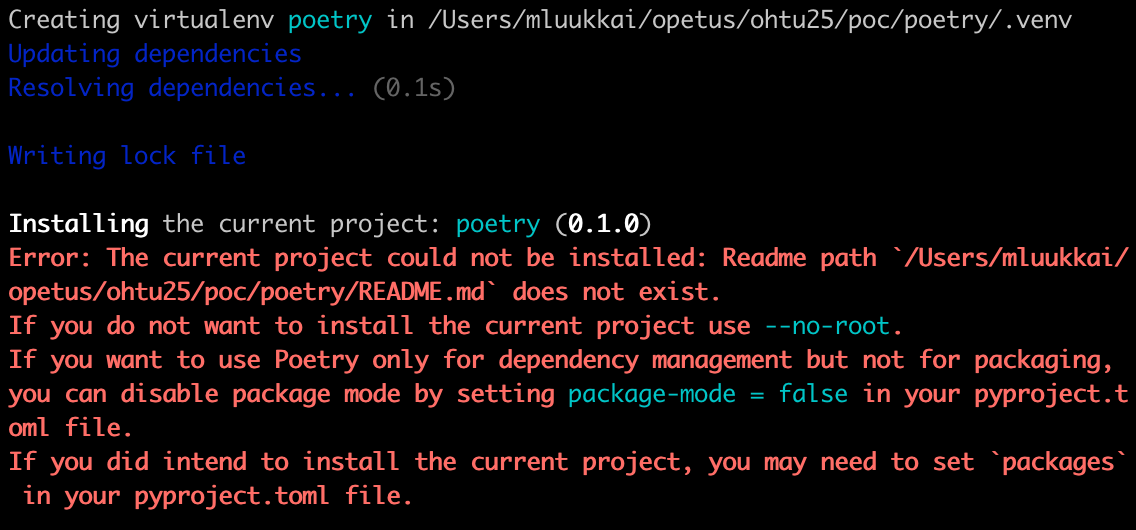 Creating virtualenv poetry in /Users/mluukkai/opetus/ohtu25/poc/poetry/.venv
Updating dependencies
Resolving dependencies... (0.1s)
Writing lock file
Installing the current project: poetry (0.1.0)
Error: The current project could not be installed: Readme path `/Users/mluukkai/
opetus/ohtu25/poc/poetry/README.md` does not exist.
If you do not want to install the current project use --no-root.
If you want to use Poetry only for dependency management but not for packaging,
you can disable package mode by setting package-mode = false in your pyproject.t
oml file.
If you did intend to install the current project, you may need to set `packages`
 in your pyproject.toml file.